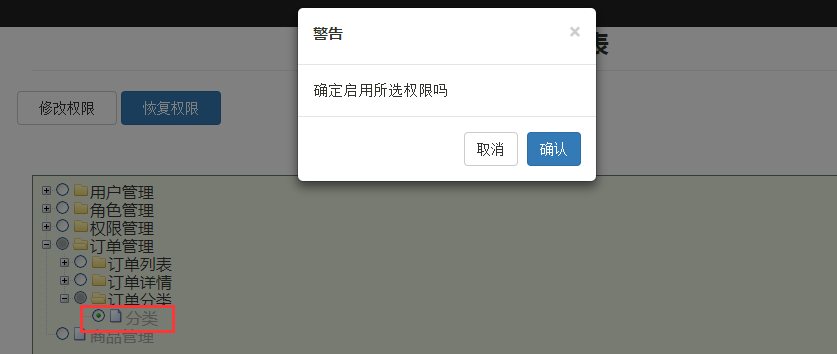 警告
×
表
确定启用所选权限吗
修改权限
恢复权限
取消
确认
用户管理
角色管理
权限管理
订单管理
订单列表
订单详情
订单分类
分类
商品管理